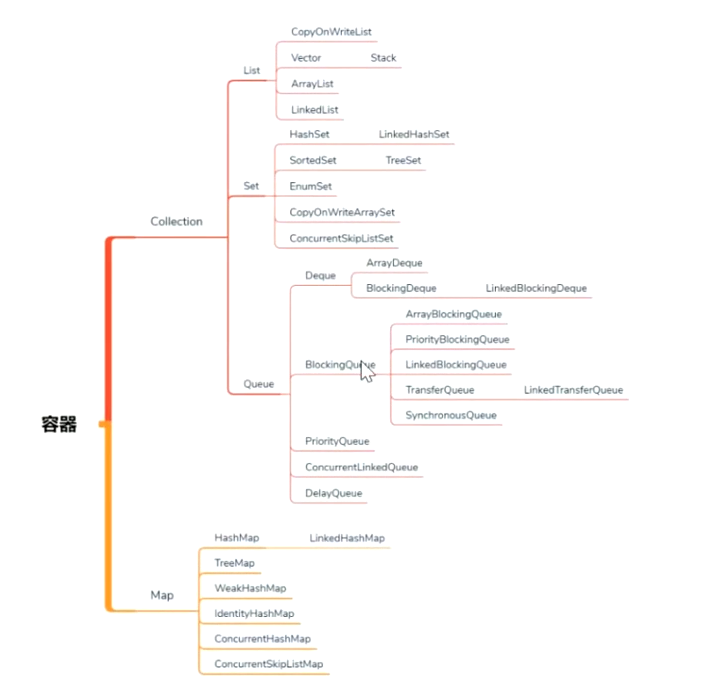 CopyOnWriteList
Vector Stack
List
ArrayList
LinkedList
HashSet LinkedHashSet
SortedSet TreeSet
Set EnumSet
CopyOnWriteArraySet
Collection
ConcurrentSkipListSet
ArrayDeque
Deque
BlockingDeque LinkedBlockingDeque
ArrayBlockingQueue
PriorityBlockingQueue
BlockingQueue LinkedBlockingQueue
Queue
TransferQueue LinkedTransferQueue
SynchronousQueue
容器
PriorityQueue
ConcurrentLinkedQueue
DelayQueue
HashMap LinkedHashMap
TreeMap
WeakHashMap
Map
IdentityHashMap
ConcurrentHashMap
ConcurrentSkipListMap